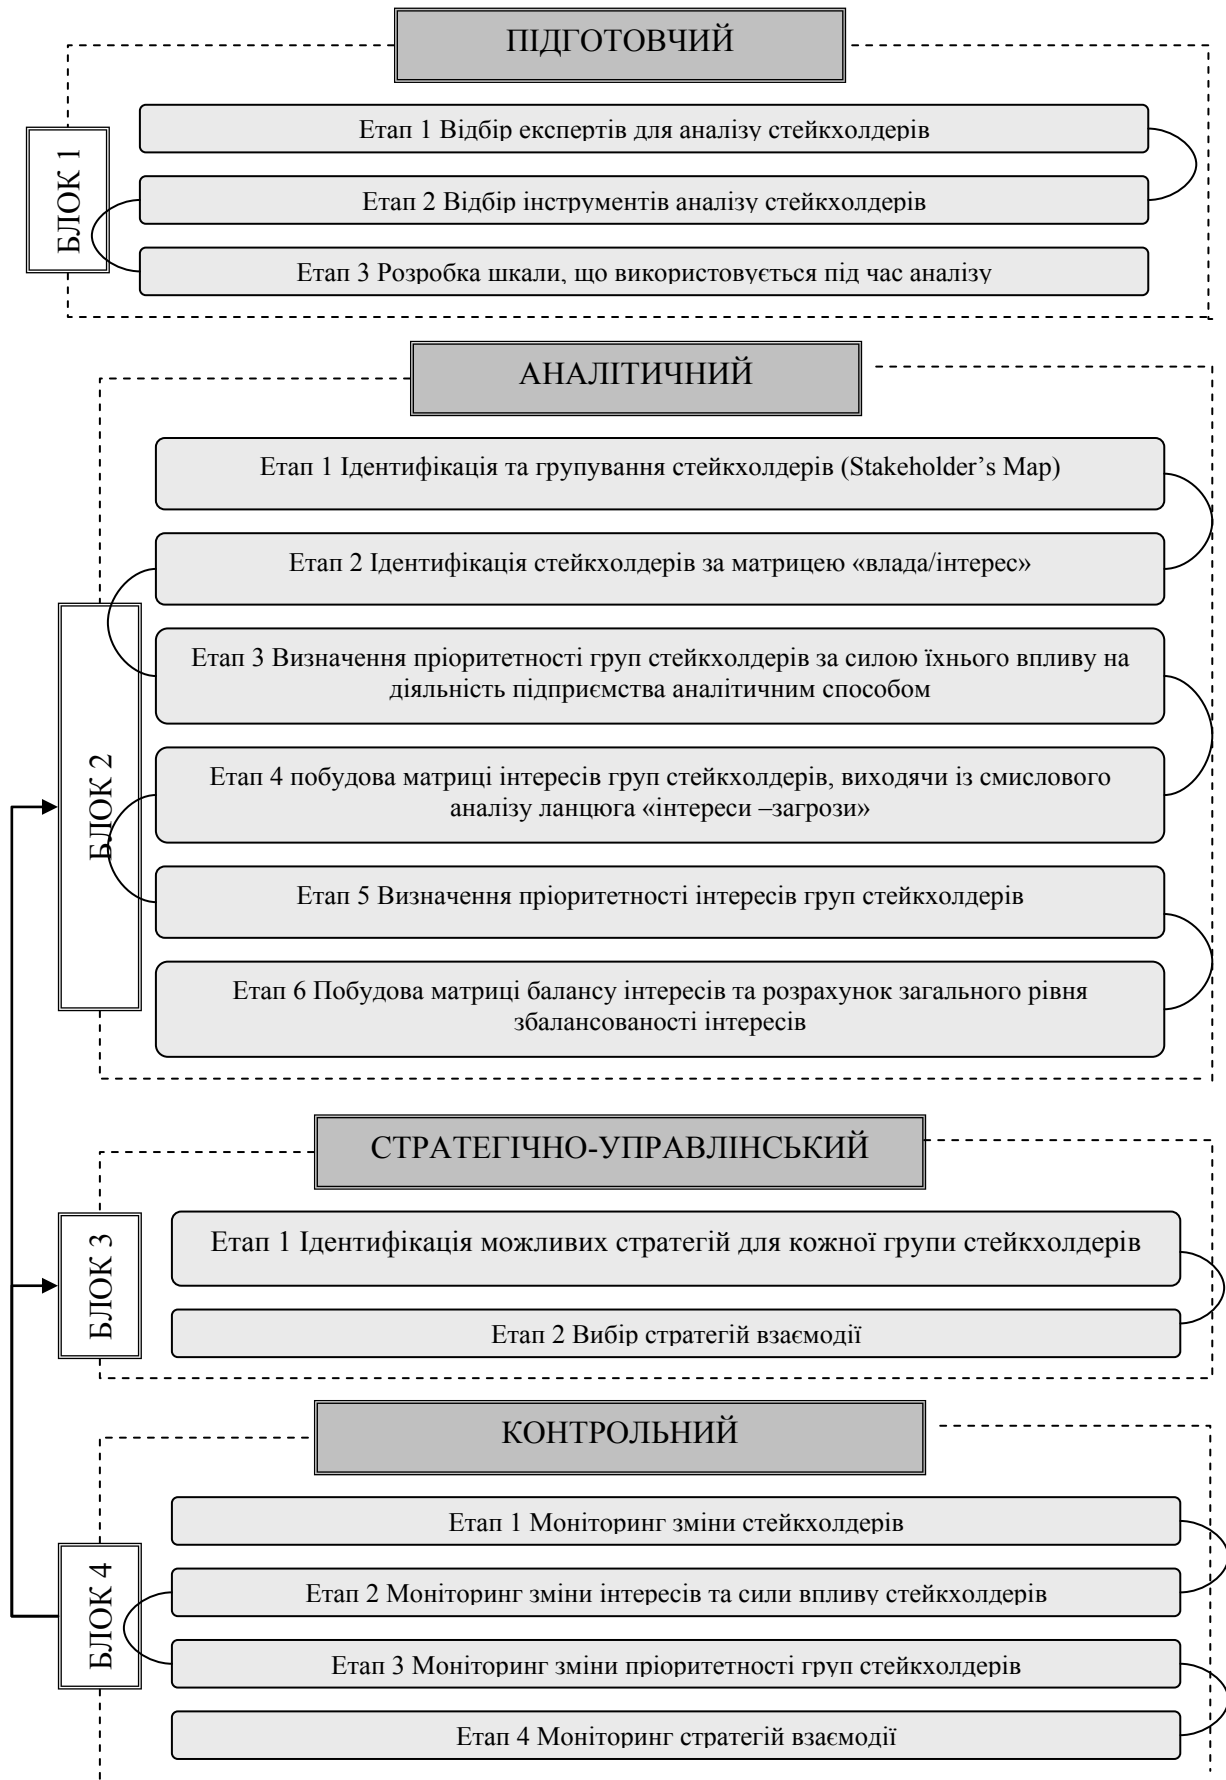 ПІДГОТОВЧИЙ
БЛОК 1
Етап 1 Відбір експертів для аналізу стейкхолдерів
Етап 2 Відбір інструментів аналізу стейкхолдерів
Етап 3 Розробка шкали, що використовується під час аналізу
АНАЛІТИЧНИЙ
БЛОК 2
Етап 1 Ідентифікація та групування стейкхолдерів (Stakeholder’s Map)
Етап 2 Ідентифікація стейкхолдерів за матрицею «влада/інтерес»
Етап 3 Визначення пріоритетності груп стейкхолдерів за силою їхнього впливу на
діяльність підприємства аналітичним способом
Етап 4 побудова матриці інтересів груп стейкхолдерів, виходячи із смислового
аналізу ланцюга «інтереси –загрози»
Етап 5 Визначення пріоритетності інтересів груп стейкхолдерів
Етап 6 Побудова матриці балансу інтересів та розрахунок загального рівня
збалансованості інтересів
СТРАТЕГІЧНО-УПРАВЛІНСЬКИЙ
БЛОК 3
Етап 1 Ідентифікація можливих стратегій для кожної групи стейкхолдерів
Етап 2 Вибір стратегій взаємодії
КОНТРОЛЬНИЙ
БЛОК 4
Етап 1 Моніторинг зміни стейкхолдерів
Етап 2 Моніторинг зміни інтересів та сили впливу стейкхолдерів
Етап 3 Моніторинг зміни пріоритетності груп стейкхолдерів
Етап 4 Моніторинг стратегій взаємодії